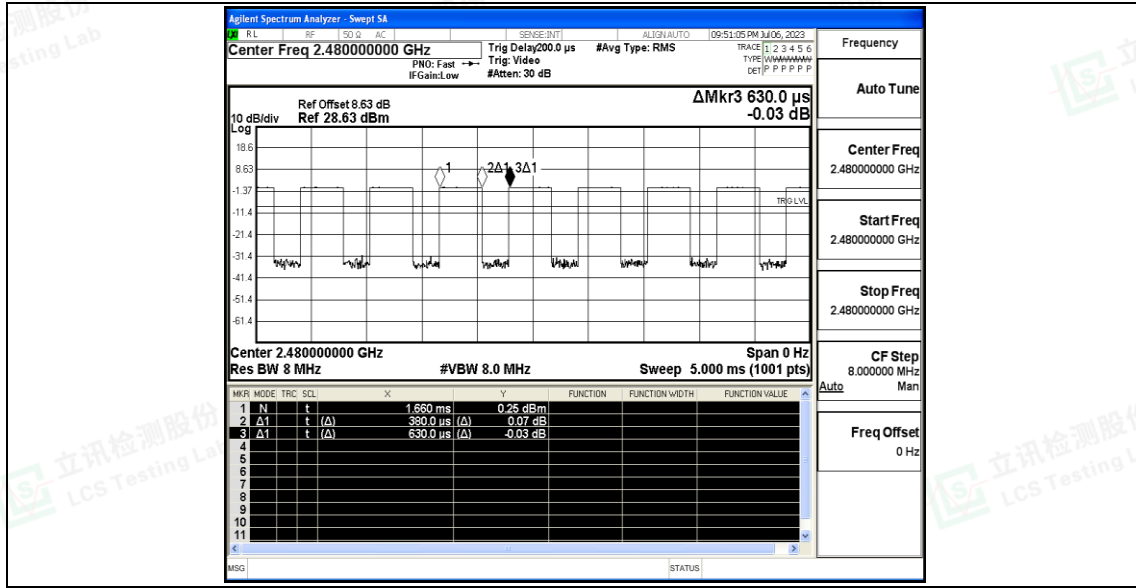 Agilent Spectrum Analyzer - Swept SA
RL RF 50 Ω AC SENSE:INT ALIGN AUTO 09:51:05 PM Jul 06, 2023
Center Freq 2.480000000 GHz
PNO: Fast
IFGain:Low
Trig Delay200.0 µs
Trig: Video
#Atten: 30 dB
#Avg Type: RMS
TRACE 1 2 3 4 5 6
TYPE
DET P P P P P P
Frequency
Auto Tune
Center Freq
2.480000000 GHz
Start Freq
2.480000000 GHz
Stop Freq
2.480000000 GHz
CF Step
8.000000 MHz
Auto Man
Freq Offset
0 Hz
ΔMkr3 630.0 µs
-0.03 dB
Ref Offset 8.63 dB
10 dB/div Ref 28.63 dBm
Log
18.6
8.63
-1.37
-11.4
-21.4
-31.4
-41.4
-51.4
-61.4
1
2Δ1
3Δ1
TRIG LVL
Center 2.480000000 GHz Span 0 Hz
Res BW 8 MHz #VBW 8.0 MHz Sweep 5.000 ms (1001 pts)
MKR MODE TRC SCL X Y FUNCTION FUNCTION WIDTH FUNCTION VALUE
1 N t 1.660 ms 0.25 dBm
2 Δ1 t (Δ) 380.0 µs (Δ) 0.07 dB
3 Δ1 t (Δ) 630.0 µs (Δ) -0.03 dB
4
5
6
7
8
9
10
11
MSG STATUS
立讯检测股份
LCS Testing Lab